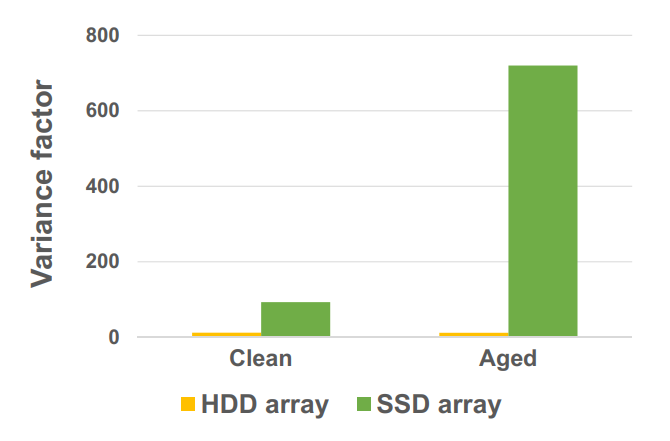 800
600
400
200
0
Variance factor
Clean
Aged
HDD array
SSD array